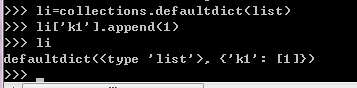 >>> li=collections.defaultdict(list)
>>> li['k1'].append(1)
>>> li
defaultdict(<type 'list'>, {'k1': [1]})
>>>